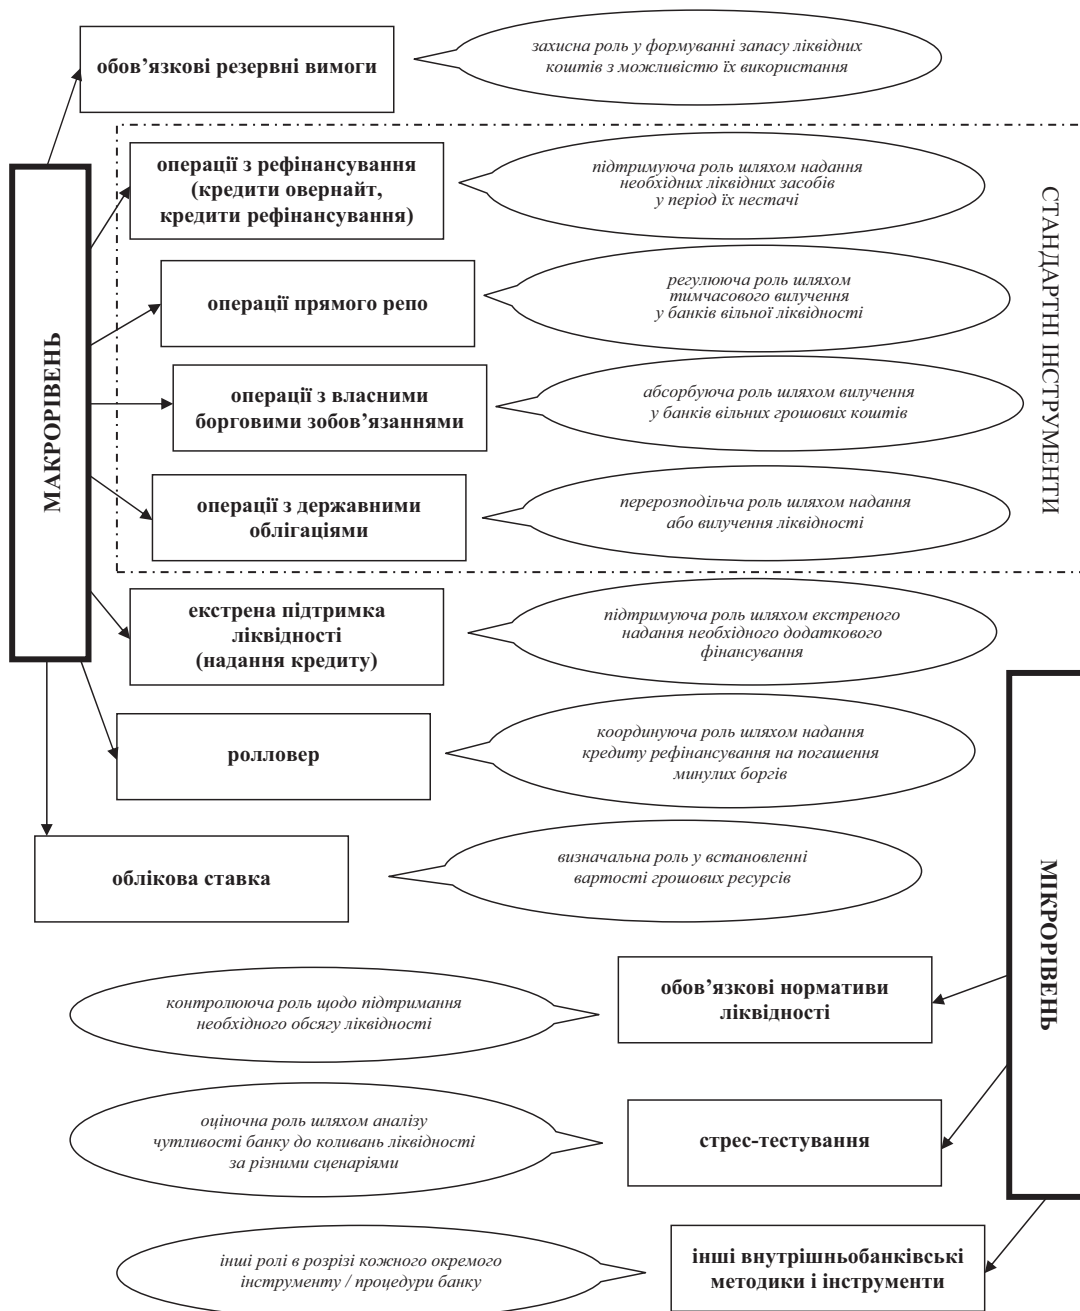 обов’язкові резервні вимоги
захисна роль у формуванні запасу ліквідних
коштів з можливістю їх використання
МАКРОРІВЕНЬ
СТАНДАРТНІ ІНСТРУМЕНТИ
операції з рефінансування
(кредити овернайт,
кредити рефінансування)
підтримуюча роль шляхом надання
необхідних ліквідних засобів
у період їх нестачі
операції прямого репо
регулююча роль шляхом
тимчасового вилучення
у банків вільної ліквідності
операції з власними
борговими зобов’язаннями
абсорбуюча роль шляхом вилучення
у банків вільних грошових коштів
операції з державними
облігаціями
перерозподільча роль шляхом надання
або вилучення ліквідності
екстрена підтримка
ліквідності
(надання кредиту)
підтримуюча роль шляхом екстреного
надання необхідного додаткового
фінансування
ролловер
координуюча роль шляхом надання
кредиту рефінансування на погашення
минулих боргів
облікова ставка
визначальна роль у встановленні
вартості грошових ресурсів
МІКРОРІВЕНЬ
контролююча роль щодо підтримання
необхідного обсягу ліквідності
обов’язкові нормативи
ліквідності
оціночна роль шляхом аналізу
чутливості банку до коливань ліквідності
за різними сценаріями
стрес-тестування
інші ролі в розрізі кожного окремого
інструменту / процедури банку
інші внутрішньобанківські
методики і інструменти